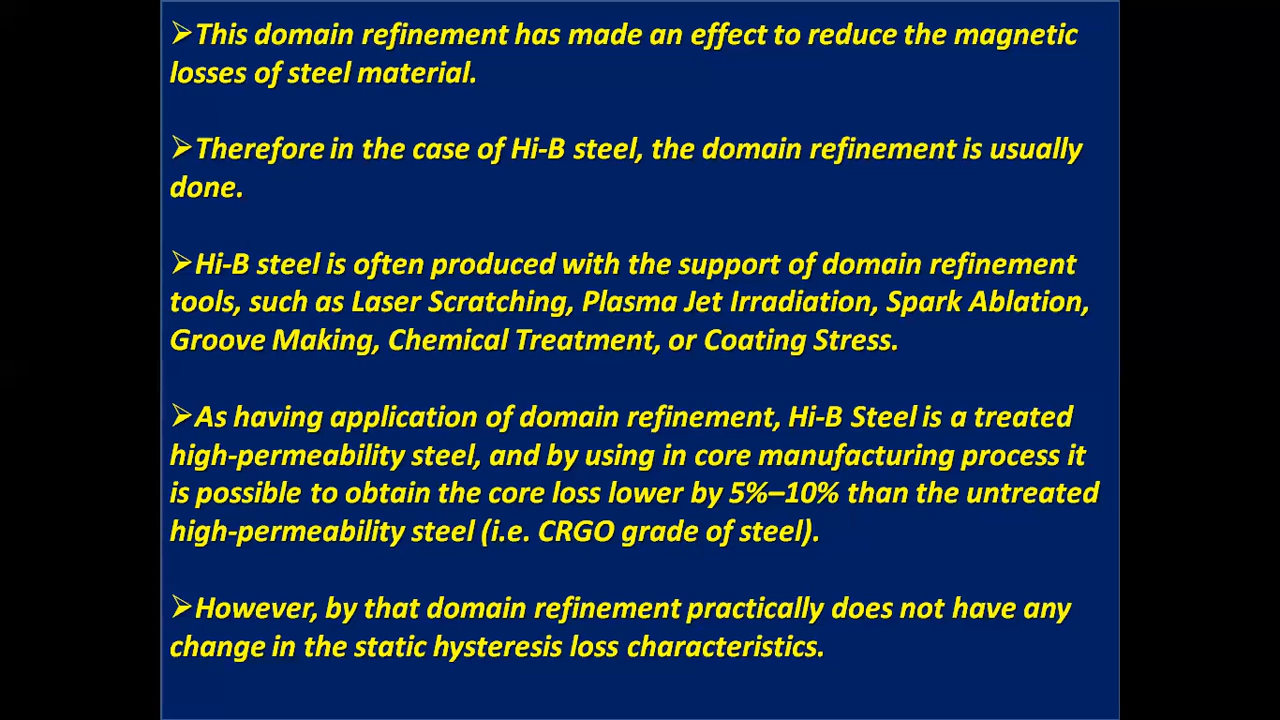 ➢This domain refinement has made an effect to reduce the magnetic
losses of steel material.
➢Therefore in the case of Hi-B steel, the domain refinement is usually
done.
➢Hi-B steel is often produced with the support of domain refinement
tools, such as Laser Scratching, Plasma Jet Irradiation, Spark Ablation,
Groove Making, Chemical Treatment, or Coating Stress.
➢As having application of domain refinement, Hi-B Steel is a treated
high-permeability steel, and by using in core manufacturing process it
is possible to obtain the core loss lower by 5%–10% than the untreated
high-permeability steel (i.e. CRGO grade of steel).
➢However, by that domain refinement practically does not have any
change in the static hysteresis loss characteristics.